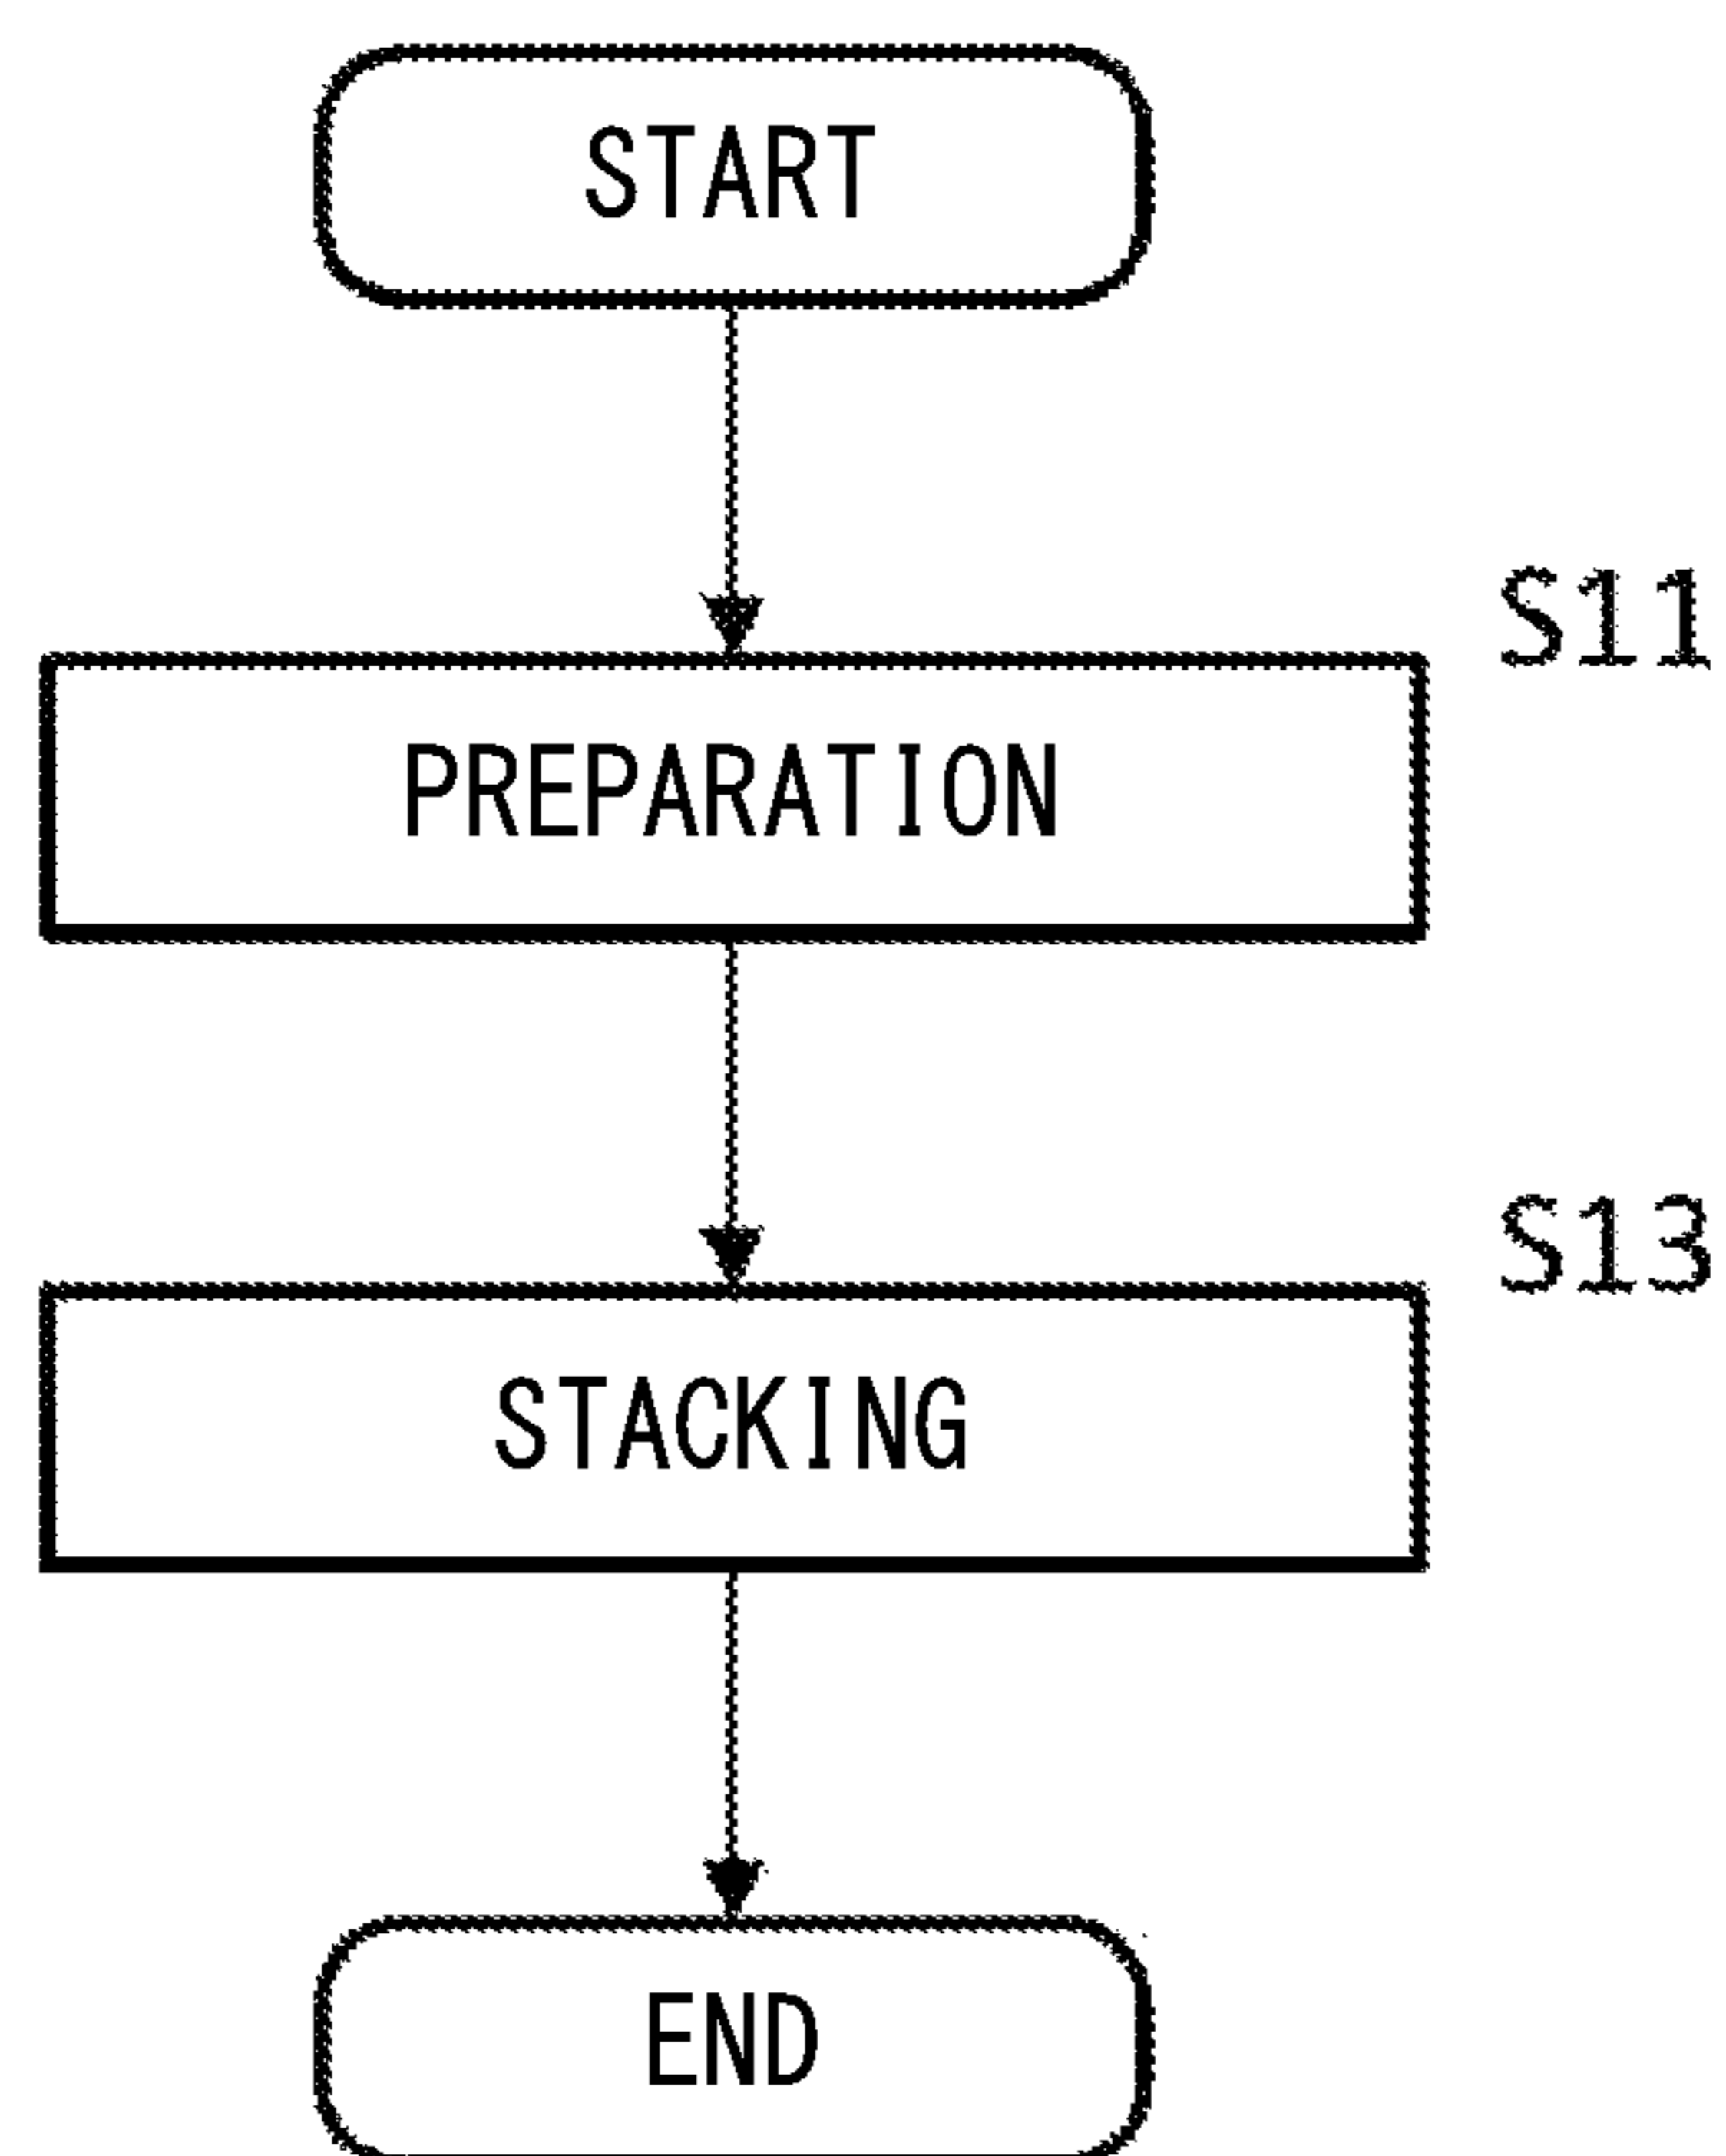 START
S11
PREPARATION
S13
STACKING
END